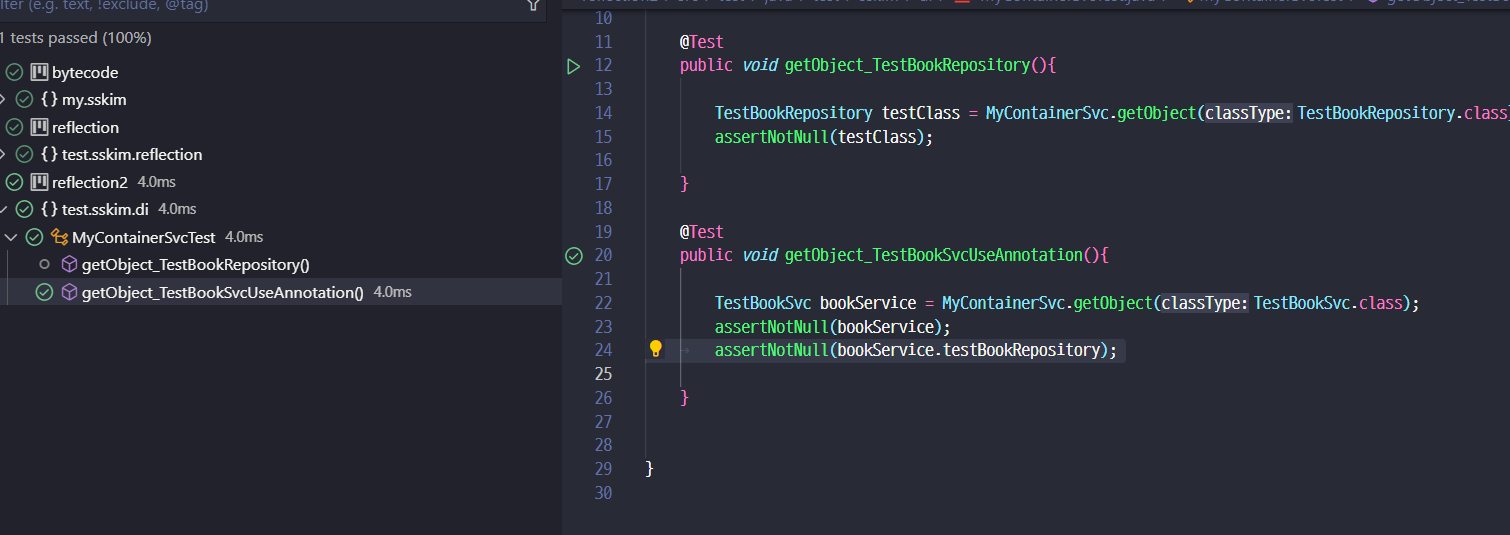 (e.g. text, !exclude, @tag)
tests passed (100%)
bytecode
{} my.sskim
reflection
{} test.sskim.reflection
reflection2 4.0ms
{} test.sskim.di 4.0ms
MyContainerSvcTest 4.0ms
getObject_TestBookRepository()
getObject_TestBookSvcUseAnnotation() 4.0ms
10
11 @Test
12 public void getObject_TestBookRepository(){
13
14 TestBookRepository testClass = MyContainerSvc.getObject(classType:TestBookRepository.class
15 assertNotNull(testClass);
16
17 }
18
19 @Test
20 public void getObject_TestBookSvcUseAnnotation(){
21
22 TestBookSvc bookService = MyContainerSvc.getObject(classType:TestBookSvc.class);
23 assertNotNull(bookService);
24 assertNotNull(bookService.testBookRepository);
25
26 }
27
28
29 }
30